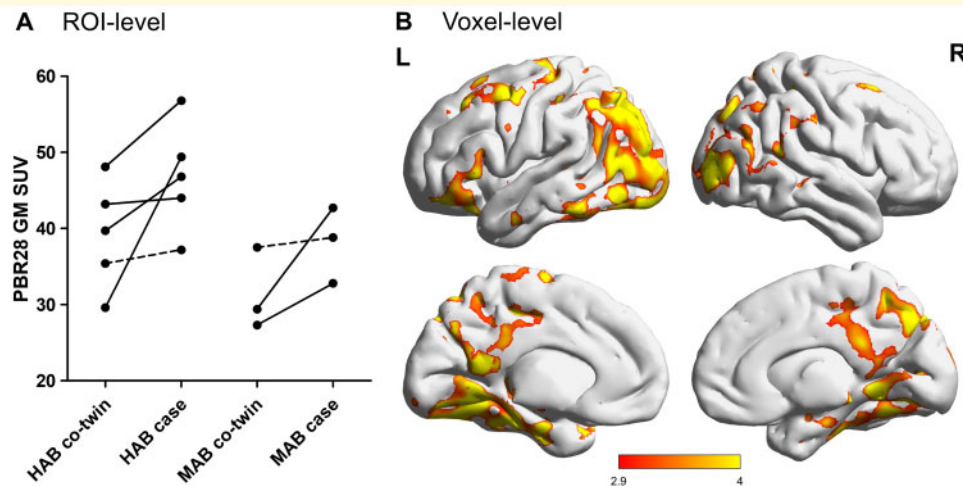 A ROI-level
B Voxel-level
L
R
60
50
40
30
20
PBR28 GM SUV
HAB co-twin
HAB case
MAB co-twin
MAB case
2.9
4